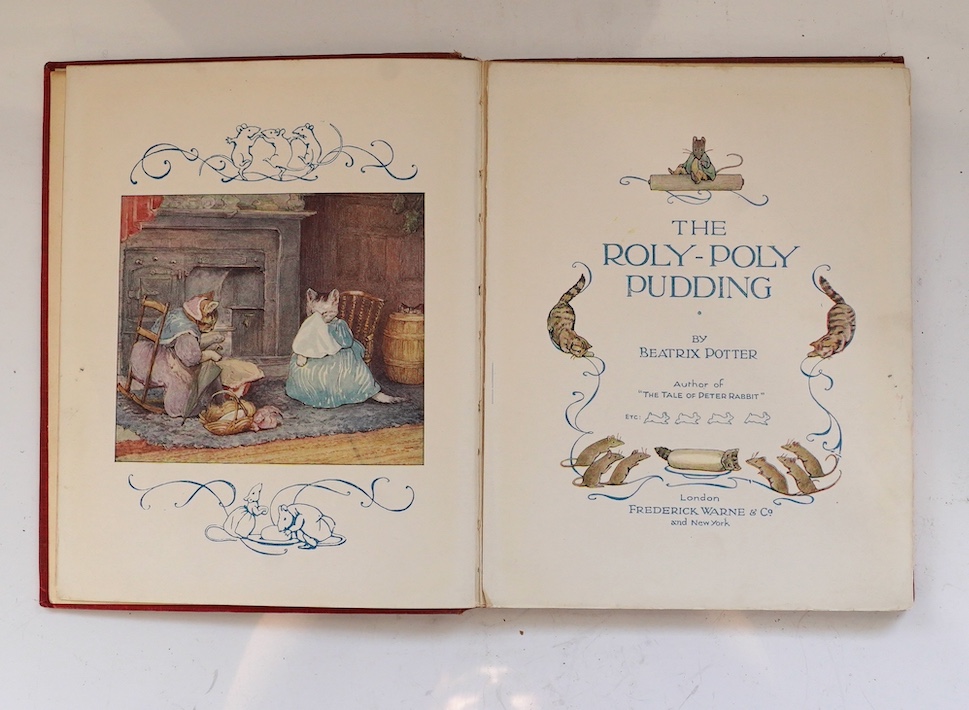 THE
ROLY-POLY
PUDDING
BY
BEATRIX POTTER
Author of
"THE TALE OF PETER RABBIT"
ETC:
London
FREDERICK WARNE & Co.
and New York